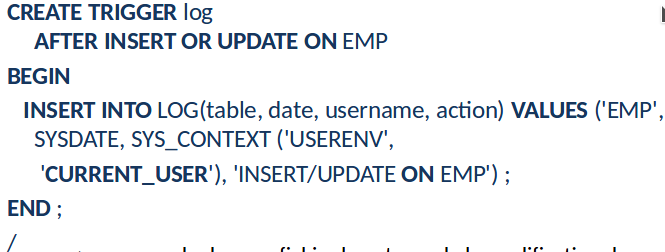 CREATE TRIGGER log
AFTER INSERT OR UPDATE ON EMP
BEGIN
INSERT INTO LOG(table, date, username, action) VALUES ('EMP',
SYSDATE, SYS_CONTEXT ('USERENV',
'CURRENT_USER'), 'INSERT/UPDATE ON EMP') ;
END ;
/